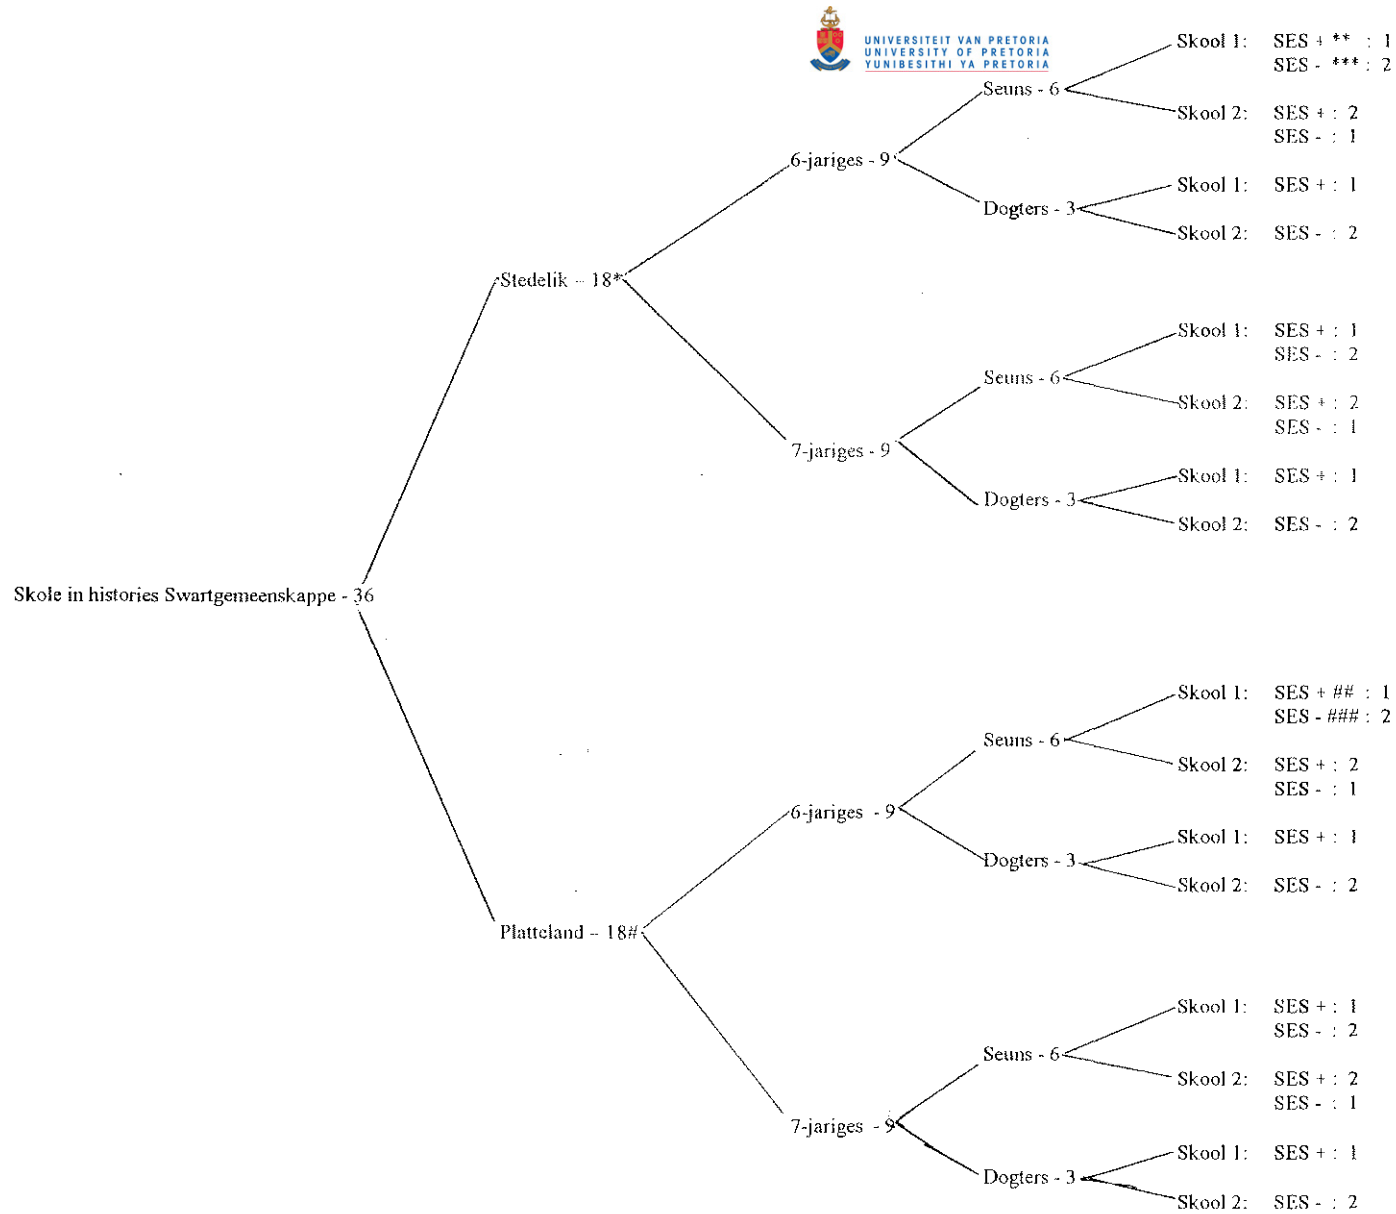 UNIVERSITEIT VAN PRETORIA
UNIVERSITY OF PRETORIA
YUNIBESITHI YA PRETORIA
Skool 1: SES + ** : 1
SES - *** : 2
Seuns - 6
Skool 2: SES + : 2
SES - : 1
6-jariges - 9
Skool 1: SES + : 1
Dogters - 3
Skool 2: SES - : 2
Stedelik – 18*
Skool 1: SES + : 1
SES - : 2
Seuns - 6
Skool 2: SES + : 2
SES - : 1
7-jariges - 9
Skool 1: SES + : 1
Dogters - 3
Skool 2: SES - : 2
Skole in histories Swartgemeenskappe - 36
Skool 1: SES + ## : 1
SES - ### : 2
Seuns - 6
Skool 2: SES + : 2
SES - : 1
6-jariges - 9
Skool 1: SES + : 1
Dogters - 3
Skool 2: SES - : 2
Platteland – 18#
Skool 1: SES + : 1
SES - : 2
Seuns - 6
Skool 2: SES + : 2
SES - : 1
7-jariges - 9
Skool 1: SES + : 1
Dogters - 3
Skool 2: SES - : 2